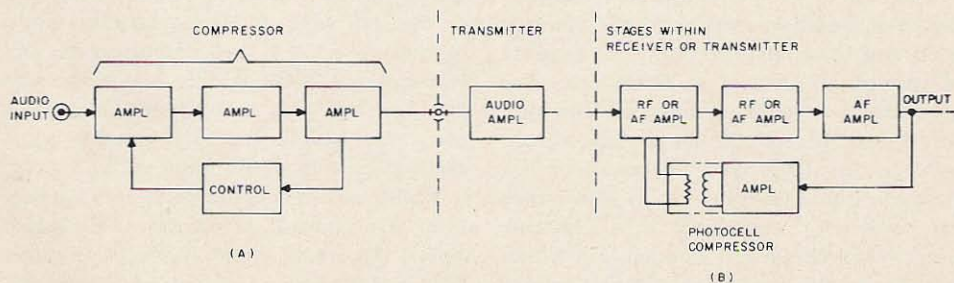 COMPRESSOR
TRANSMITTER
STAGES WITHIN
RECEIVER OR TRANSMITTER
AUDIO
INPUT
AMPL
AMPL
AMPL
CONTROL
AUDIO
AMPL
RF OR
AF AMPL
RF OR
AF AMPL
AF
AMPL
OUTPUT
AMPL
PHOTOCELL
COMPRESSOR
(A)
(B)